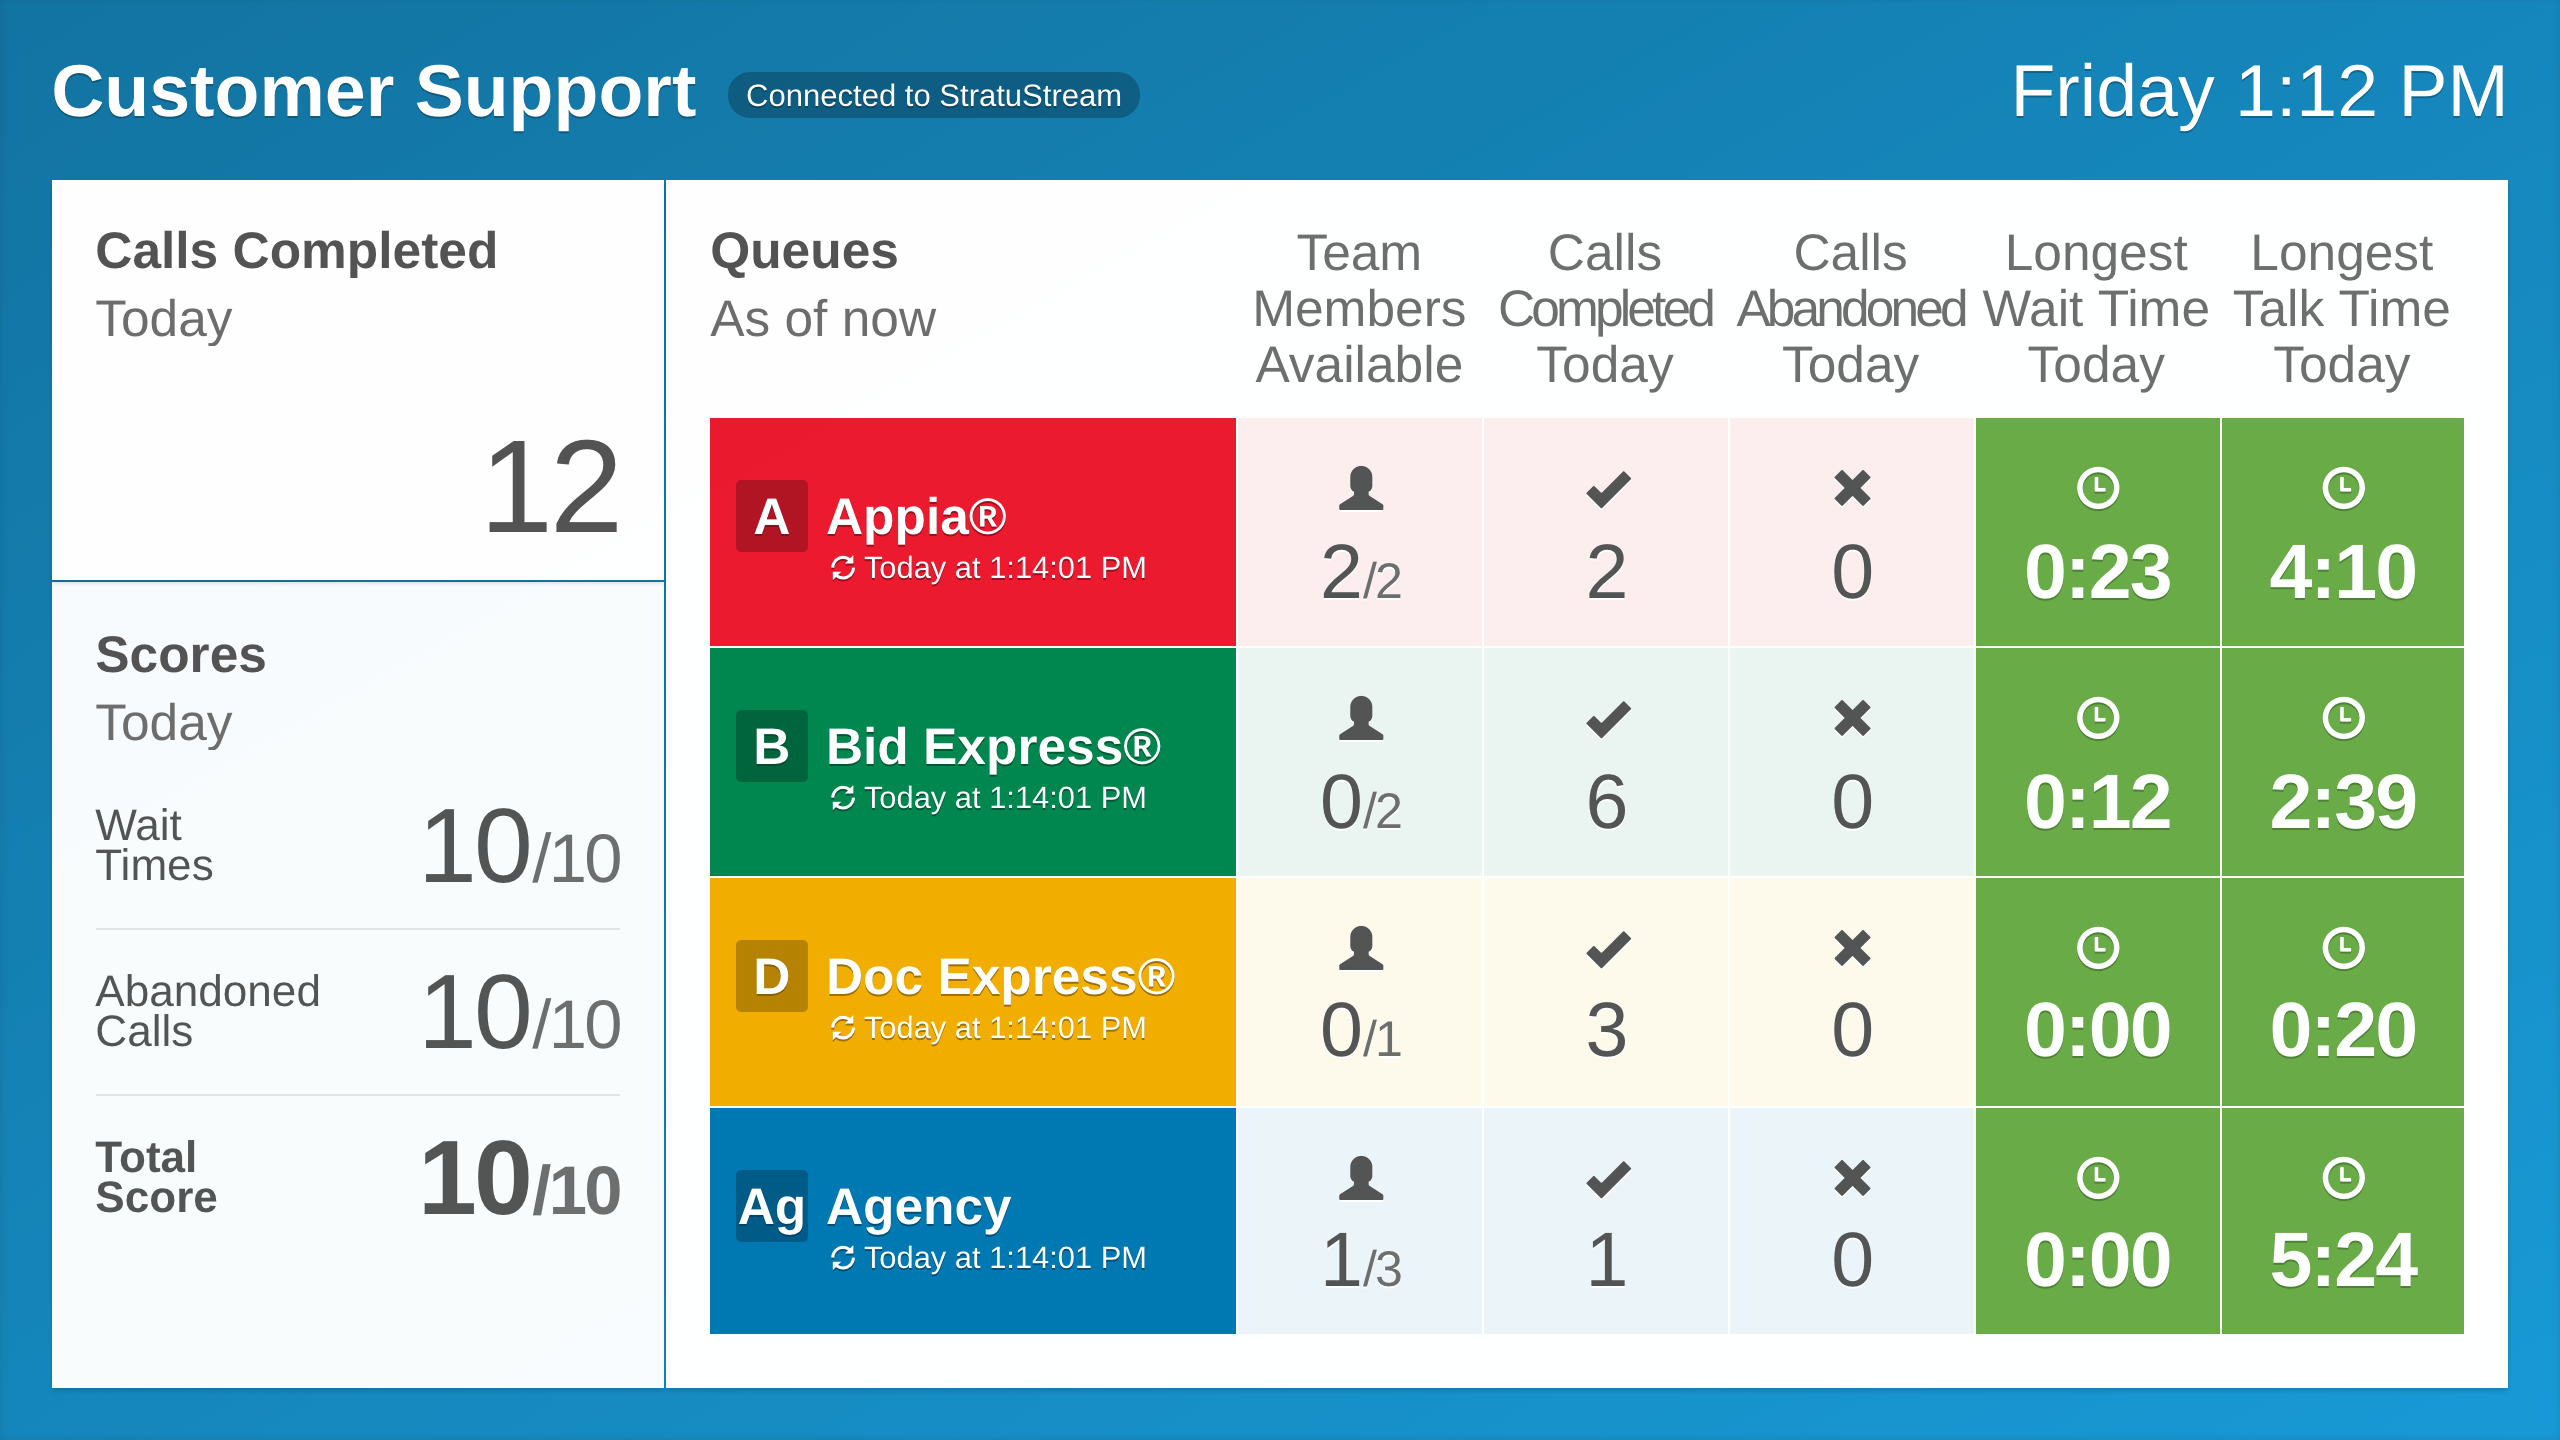 Customer Support
Connected to StratuStream
Friday 1:12 PM
Calls Completed
Today
12
Scores
Today
Wait
Times
10/10
Abandoned
Calls
10/10
Total
Score
10/10
Queues
As of now
Team
Members
Available
Calls
Completed
Today
Calls
Abandoned
Today
Longest
Wait Time
Today
Longest
Talk Time
Today
A Appia®
Today at 1:14:01 PM
2/2
2
0
0:23
4:10
B Bid Express®
Today at 1:14:01 PM
0/2
6
0
0:12
2:39
D Doc Express®
Today at 1:14:01 PM
0/1
3
0
0:00
0:20
Ag Agency
Today at 1:14:01 PM
1/3
1
0
0:00
5:24